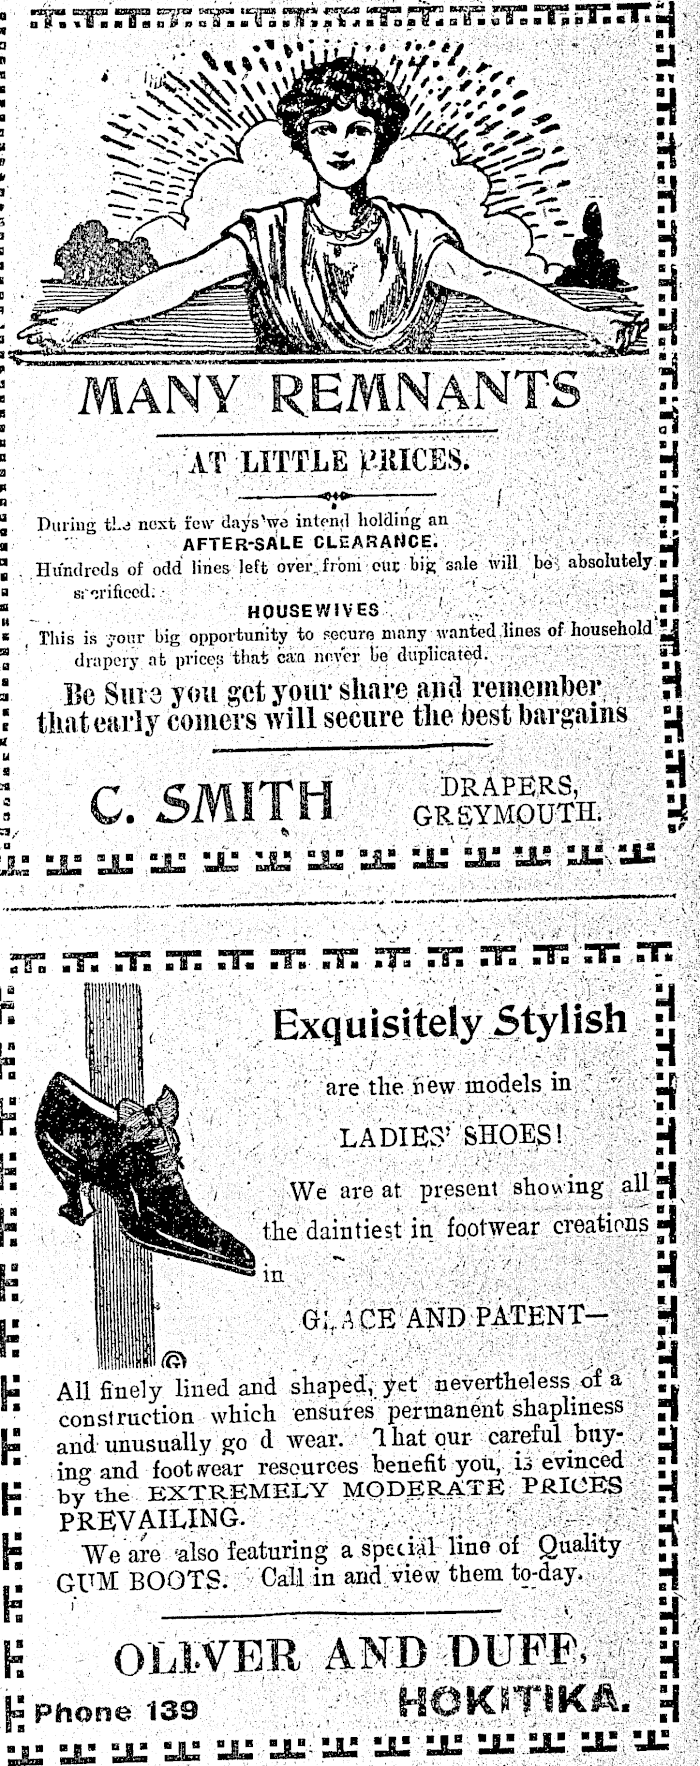 MANY REMNANTS
AT LITTLE PRICES.
During the next few days we intend holding an
AFTER-SALE CLEARANCE.
Hundreds of odd lines left over from our big sale will be absolutely
sacrificed.
HOUSEWIVES
This is your big opportunity to secure many wanted lines of household
drapery at prices that can never be duplicated.
Be Sure you get your share and remember
that early comers will secure the best bargains
C. SMITH
DRAPERS,
GREYMOUTH.
Exquisitely Stylish
are the new models in
LADIES' SHOES!
We are at present showing all
the daintiest in footwear creations
in
GLACE AND PATENT—
G
All finely lined and shaped, yet nevertheless of a
construction which ensures permanent shapliness
and unusually go d wear. That our careful buy-
ing and footwear resources benefit you, is evinced
by the EXTREMELY MODERATE PRICES
PREVAILING.
We are also featuring a special line of Quality
GUM BOOTS. Call in and view them to-day.
OLIVER AND DUFF,
Phone 139
HOKITIKA.